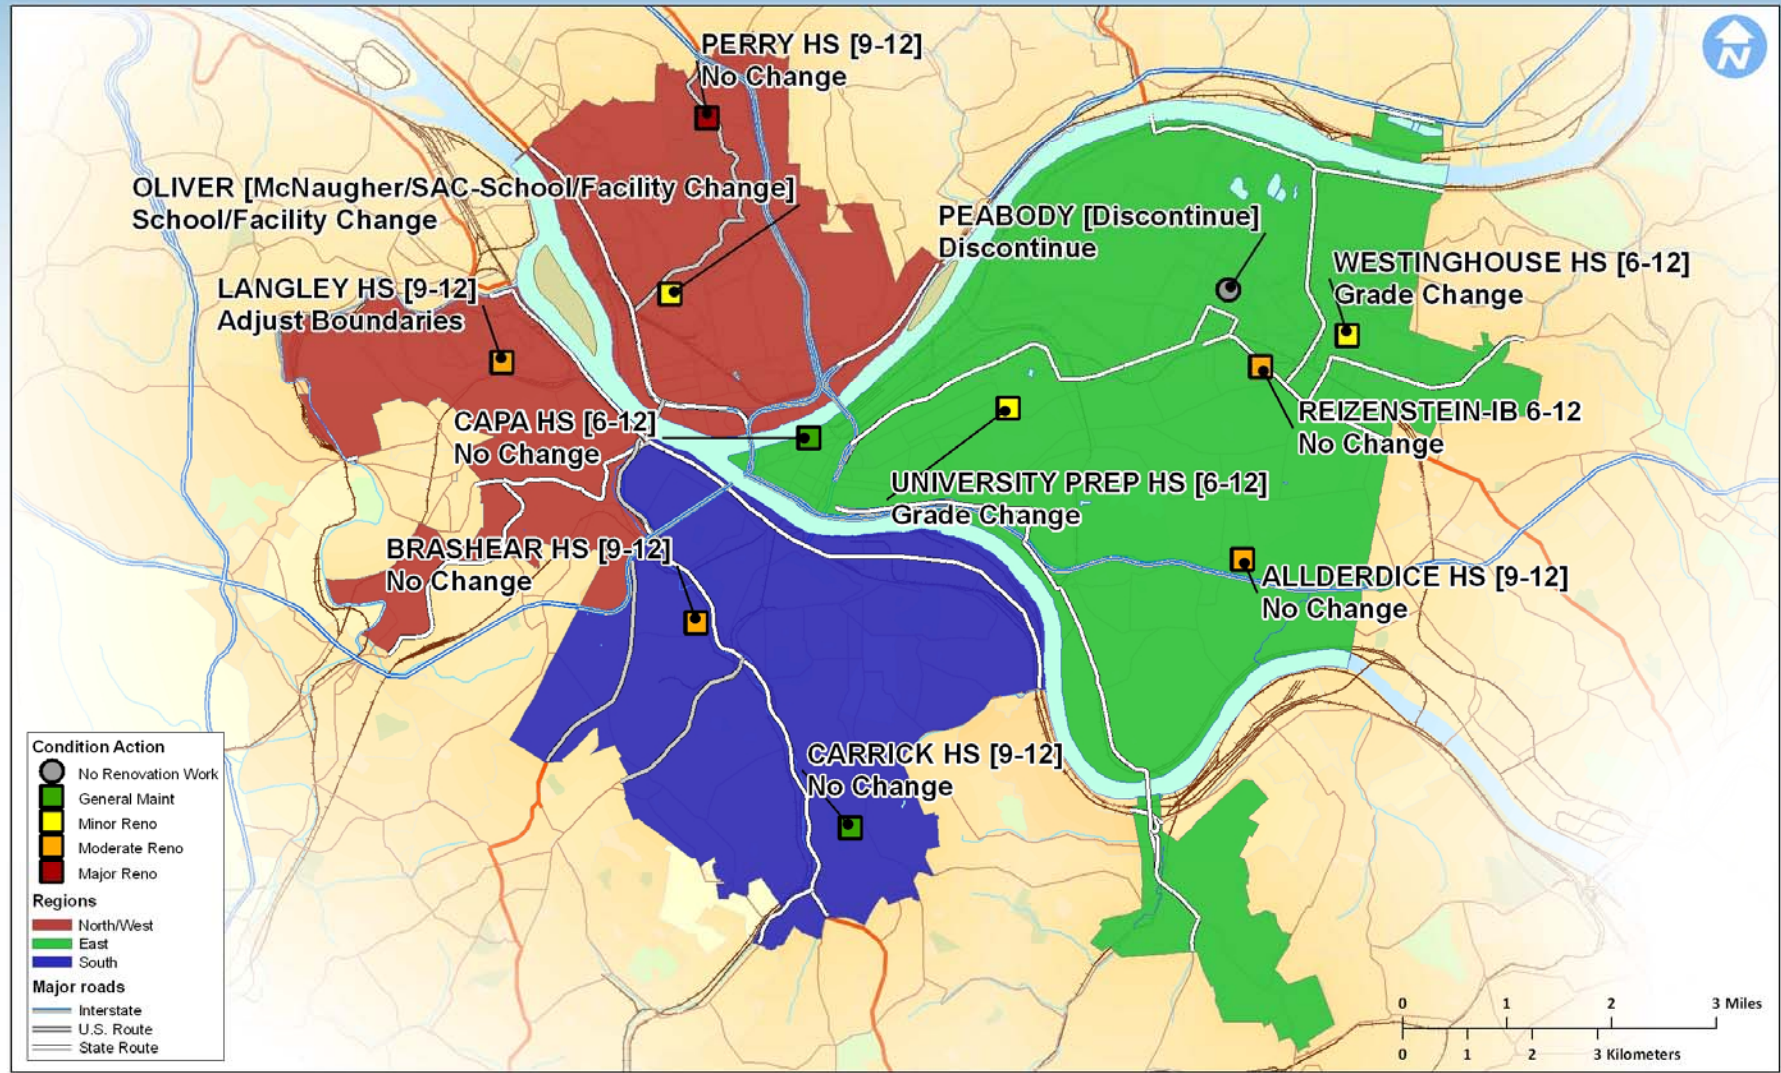 PERRY HS [9-12]
No Change
OLIVER [McNaugher/SAC-School/Facility Change]
School/Facility Change
PEABODY [Discontinue]
Discontinue
WESTINGHOUSE HS [6-12]
Grade Change
LANGLEY HS [9-12]
Adjust Boundaries
CAPA HS [6-12]
No Change
REIZENSTEIN-IB 6-12
No Change
UNIVERSITY PREP HS [6-12]
Grade Change
BRASHEAR HS [9-12]
No Change
ALLDERDICE HS [9-12]
No Change
CARRICK HS [9-12]
No Change
N
Condition Action
No Renovation Work
General Maint
Minor Reno
Moderate Reno
Major Reno
Regions
North/West
East
South
Major roads
Interstate
U.S. Route
State Route
0 1 2 3 Miles
0 1 2 3 Kilometers